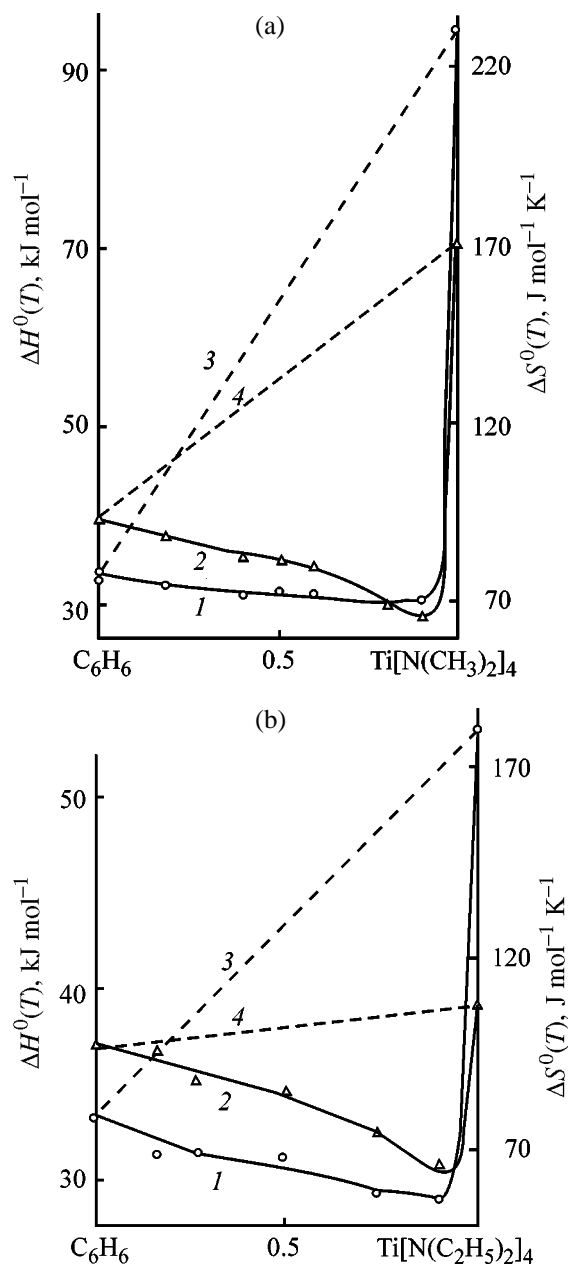 (a)
90
70
50
30
ΔH⁰(T), kJ mol⁻¹
220
170
120
70
ΔS⁰(T), J mol⁻¹ K⁻¹
3
4
2
1
C₆H₆ 0.5 Ti[N(CH₃)₂]₄
(b)
50
40
30
ΔH⁰(T), kJ mol⁻¹
170
120
70
ΔS⁰(T), J mol⁻¹ K⁻¹
3
4
2
1
C₆H₆ 0.5 Ti[N(C₂H₅)₂]₄